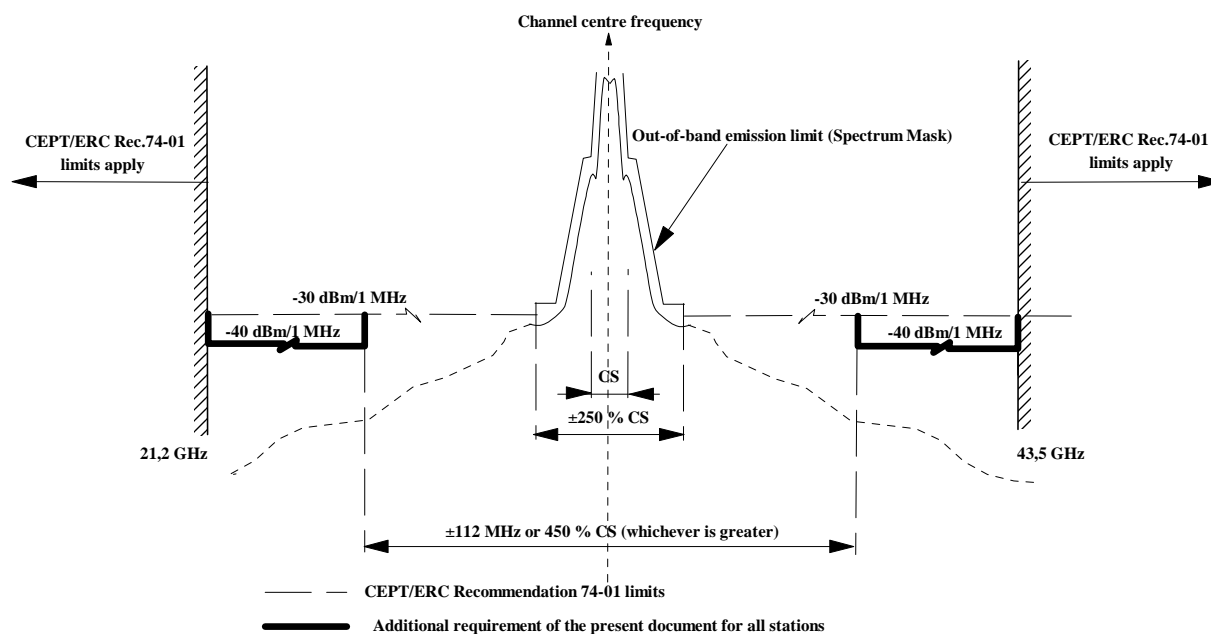 Channel centre frequency
CEPT/ERC Rec.74-01
limits apply
Out-of-band emission limit (Spectrum Mask)
CEPT/ERC Rec.74-01
limits apply
-30 dBm/1 MHz
-30 dBm/1 MHz
-40 dBm/1 MHz
-40 dBm/1 MHz
CS
±250 % CS
21,2 GHz
43,5 GHz
±112 MHz or 450 % CS (whichever is greater)
CEPT/ERC Recommendation 74-01 limits
Additional requirement of the present document for all stations